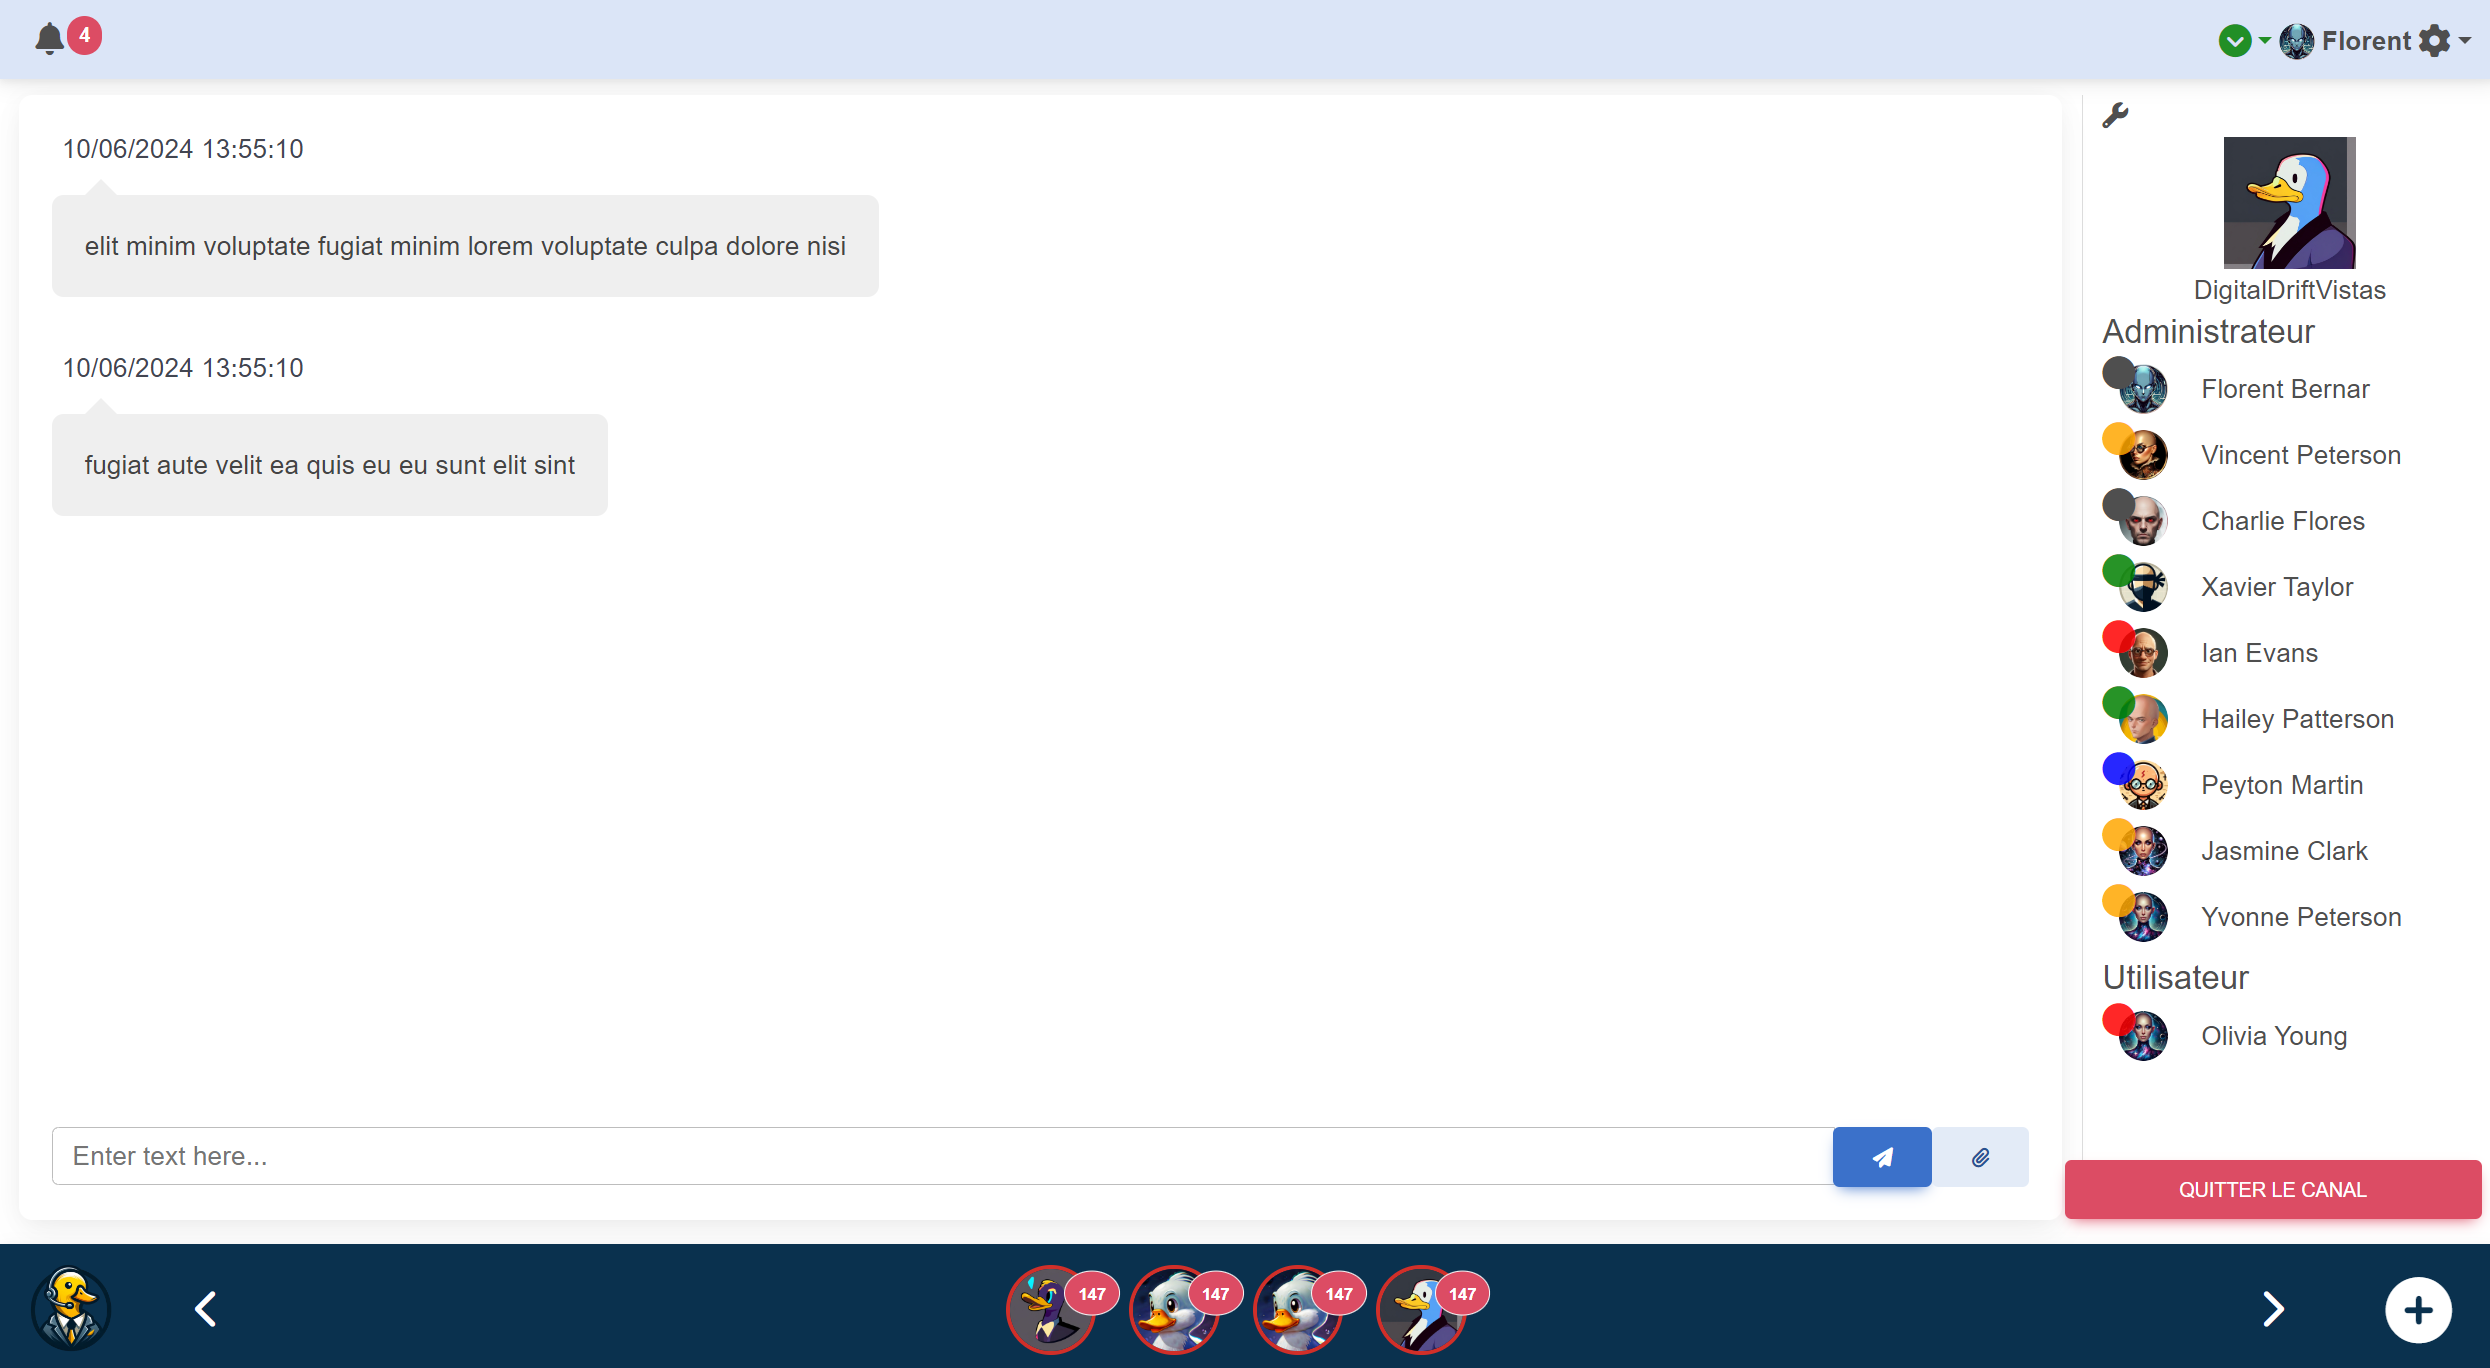 4
Florent
10/06/2024 13:55:10
elit minim voluptate fugiat minim lorem voluptate culpa dolore nisi
10/06/2024 13:55:10
fugiat aute velit ea quis eu eu sunt elit sint
Enter text here...
DigitalDriftVistas
Administrateur
Florent Bernar
Vincent Peterson
Charlie Flores
Xavier Taylor
Ian Evans
Hailey Patterson
Peyton Martin
Jasmine Clark
Yvonne Peterson
Utilisateur
Olivia Young
QUITTER LE CANAL
147
147
147
147